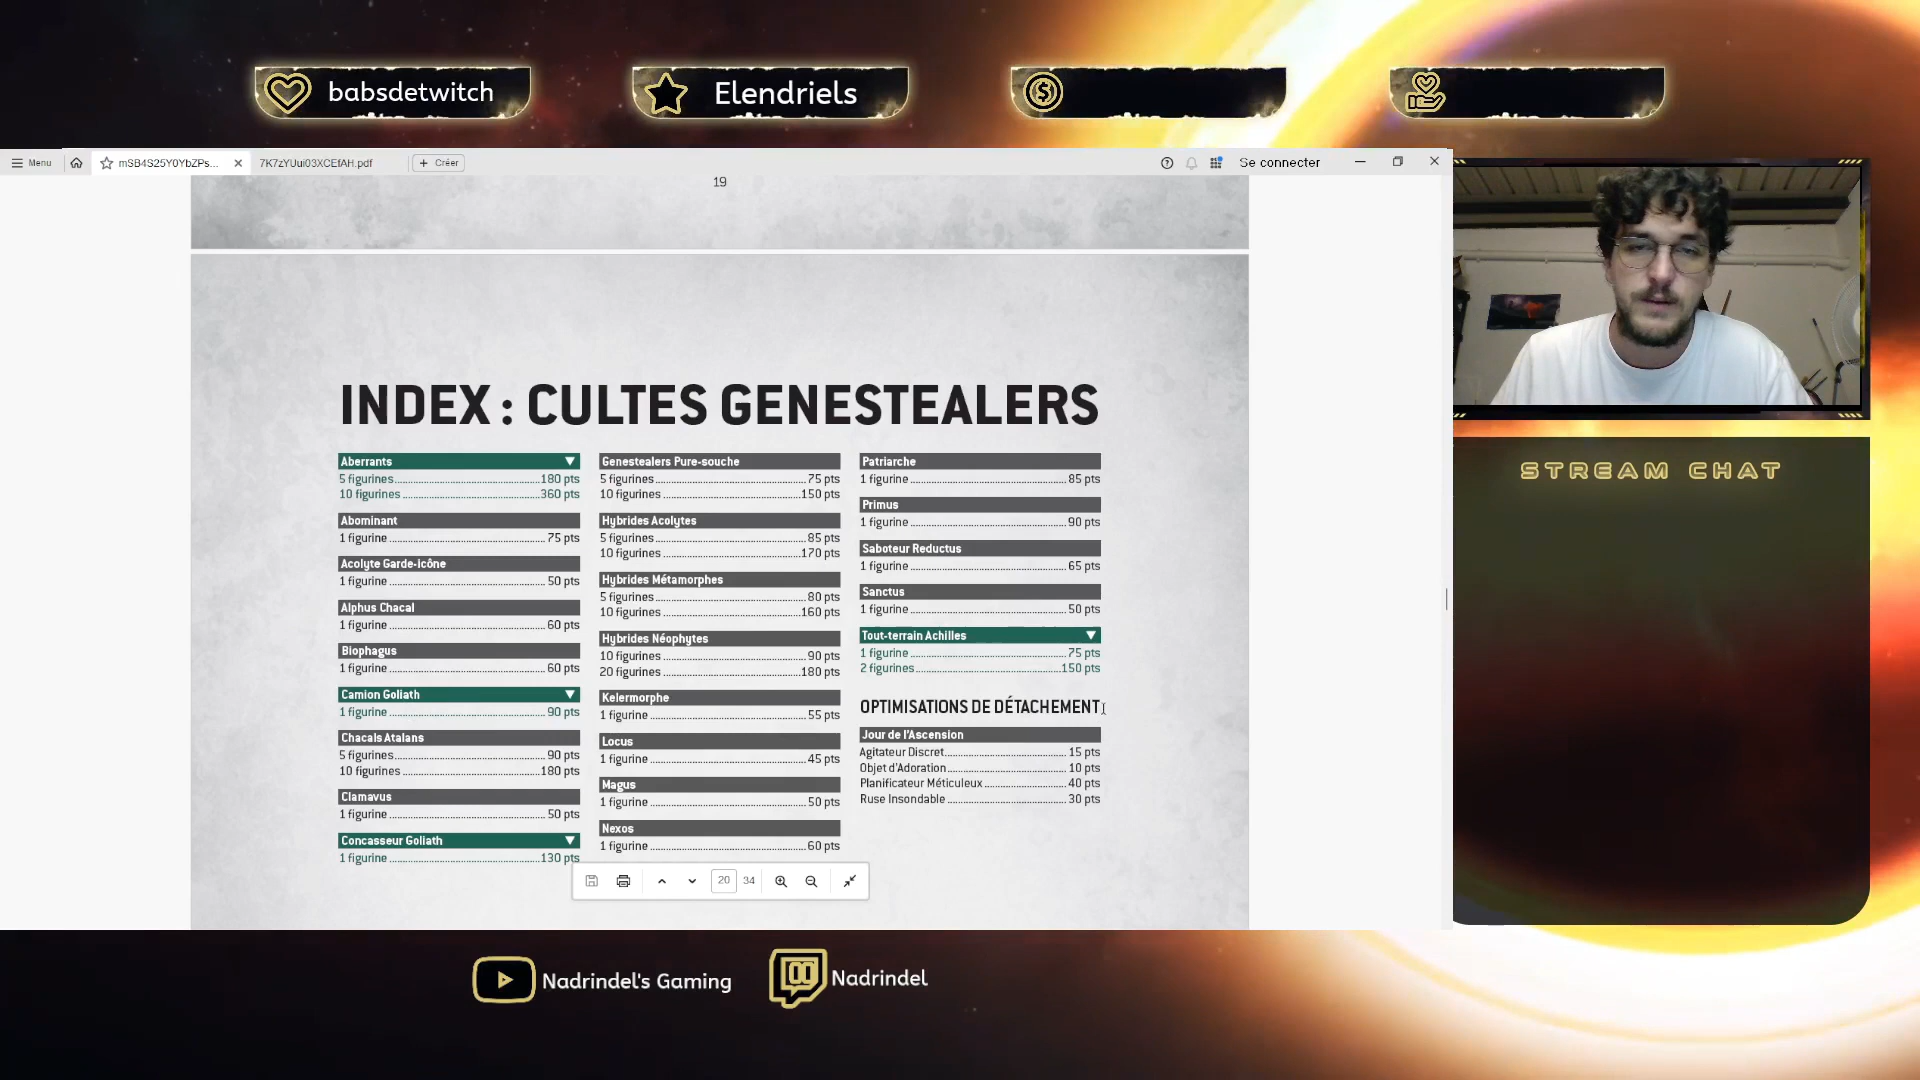 babsdetwitch
Elendriels
Menu
mSB4S25Y0YbZPs...
7K7zYUui03XCEfAH.pdf
Créer
Se connecter
19
INDEX : CULTES GENESTEALERS
Aberrants
5 figurines 180 pts
10 figurines 360 pts
Abominant
1 figurine 75 pts
Acolyte Garde-icône
1 figurine 50 pts
Alphus Chacal
1 figurine 60 pts
Biophagus
1 figurine 60 pts
Camion Goliath
1 figurine 90 pts
Chacals Atalans
5 figurines 90 pts
10 figurines 180 pts
Clamavus
1 figurine 50 pts
Concasseur Goliath
1 figurine 130 pts
Genestealers Pure-souche
5 figurines 75 pts
10 figurines 150 pts
Hybrides Acolytes
5 figurines 85 pts
10 figurines 170 pts
Hybrides Métamorphes
5 figurines 80 pts
10 figurines 160 pts
Hybrides Néophytes
10 figurines 90 pts
20 figurines 180 pts
Kelermorphe
1 figurine 55 pts
Locus
1 figurine 45 pts
Magus
1 figurine 50 pts
Nexos
1 figurine 60 pts
Patriarche
1 figurine 85 pts
Primus
1 figurine 90 pts
Saboteur Reductus
1 figurine 65 pts
Sanctus
1 figurine 50 pts
Tout-terrain Achilles
1 figurine 75 pts
2 figurines 150 pts
OPTIMISATIONS DE DÉTACHEMENT
Jour de l'Ascension
Agitateur Discret 15 pts
Objet d'Adoration 10 pts
Planificateur Méticuleux 40 pts
Ruse Insondable 30 pts
20 34
STREAM CHAT
Nadrindel's Gaming
Nadrindel